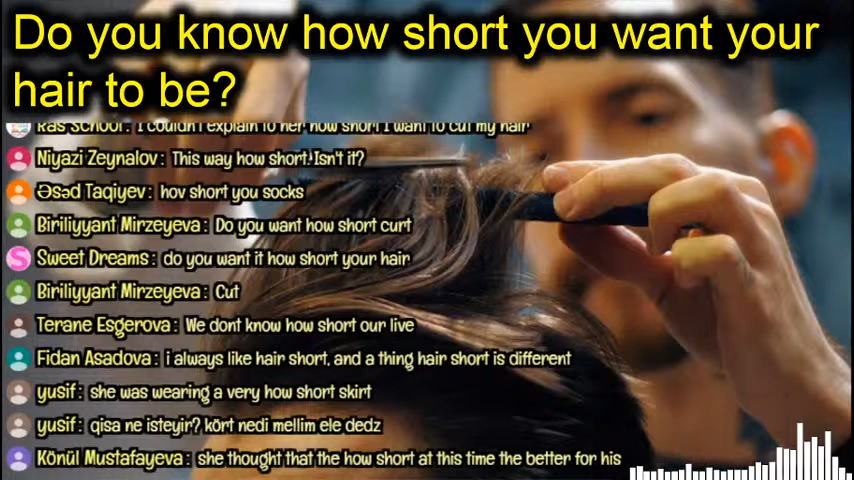 Do you know how short you want your
hair to be?
Ras School: I couldn't explain to her how short I want to cut my hair
Niyazi Zeynalov: This way how short. Isn't it?
Əsəd Taqiyev: hov short you socks
Biriliyyant Mirzeyeva: Do you want how short curt
Sweet Dreams: do you want it how short your hair
Biriliyyant Mirzeyeva: Cut
Terane Esgerova: We dont know how short our live
Fidan Asadova: i always like hair short, and a thing hair short is different
yusif: she was wearing a very how short skirt
yusif: qisa ne isteyir? kört nedi mellim ele dedz
Könül Mustafayeva: she thought that the how short at this time the better for his